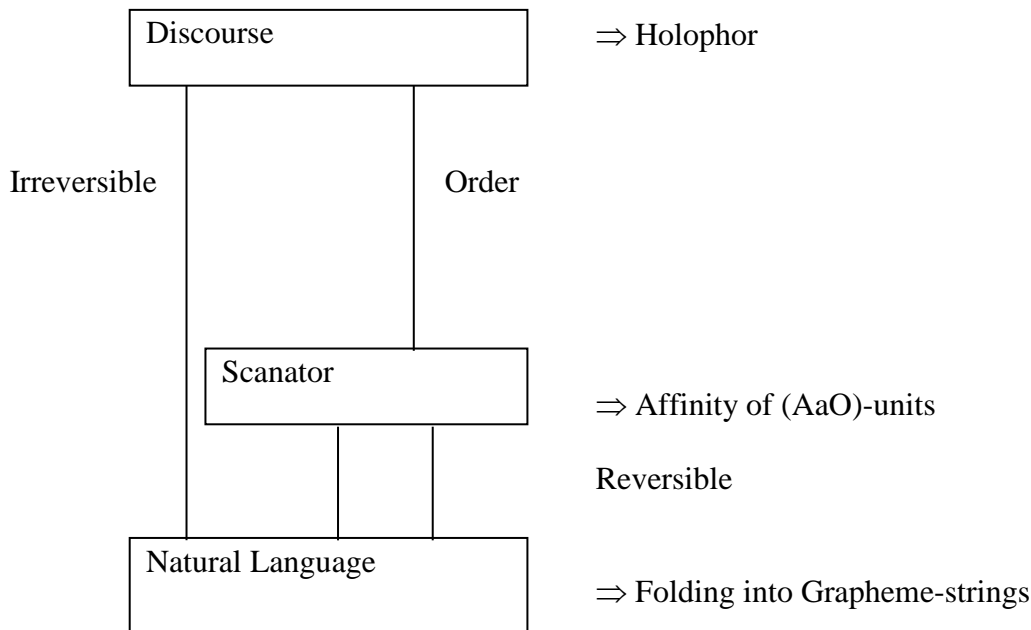 Discourse
⇒ Holophor
Irreversible
Order
Scanator
⇒ Affinity of (AaO)-units
Reversible
Natural Language
⇒ Folding into Grapheme-strings